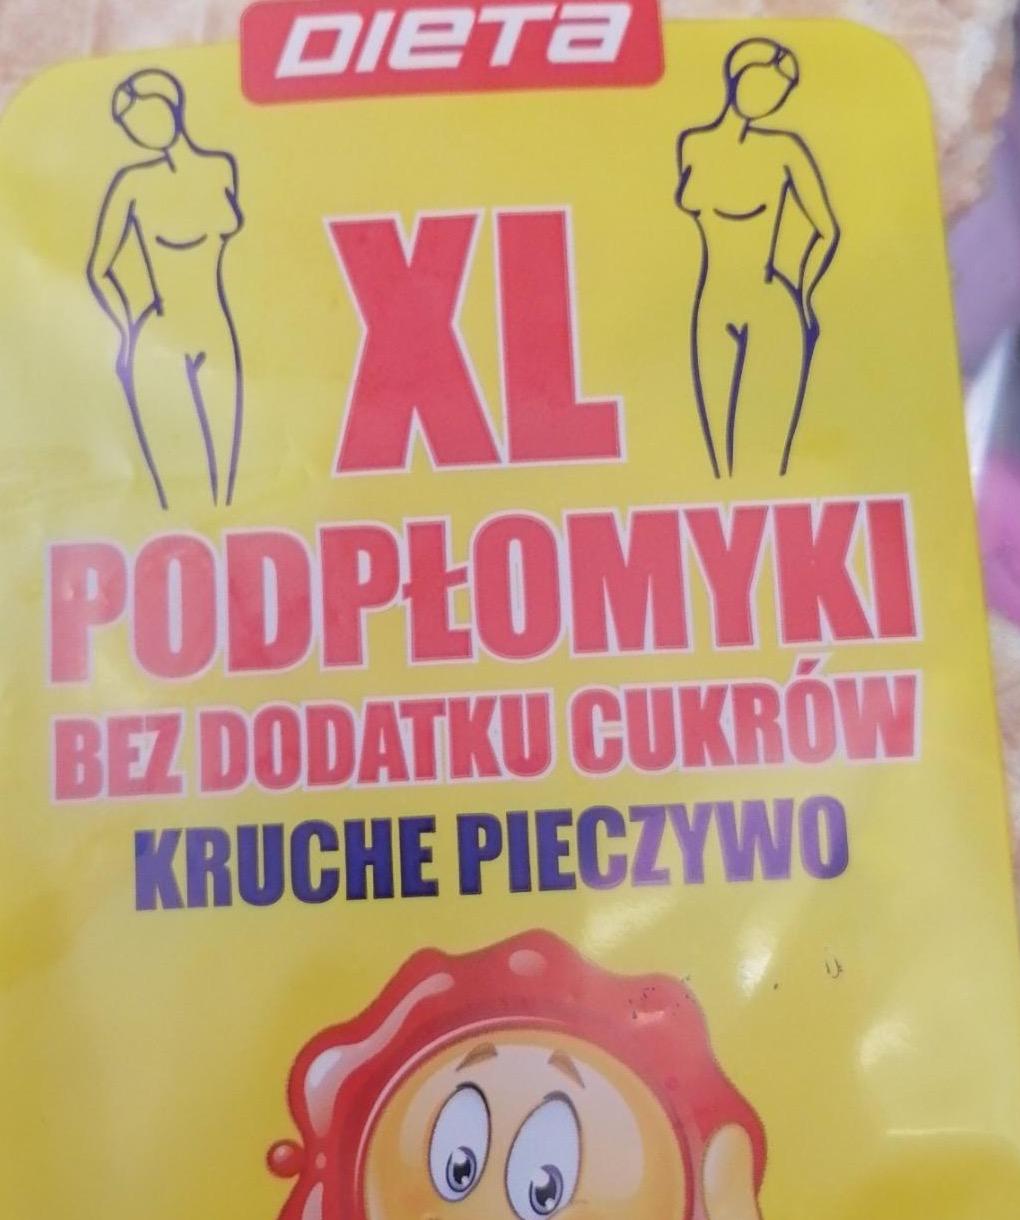 DIETA
XL
PODPŁOMYKI
BEZ DODATKU CUKRÓW
KRUCHE PIECZYWO